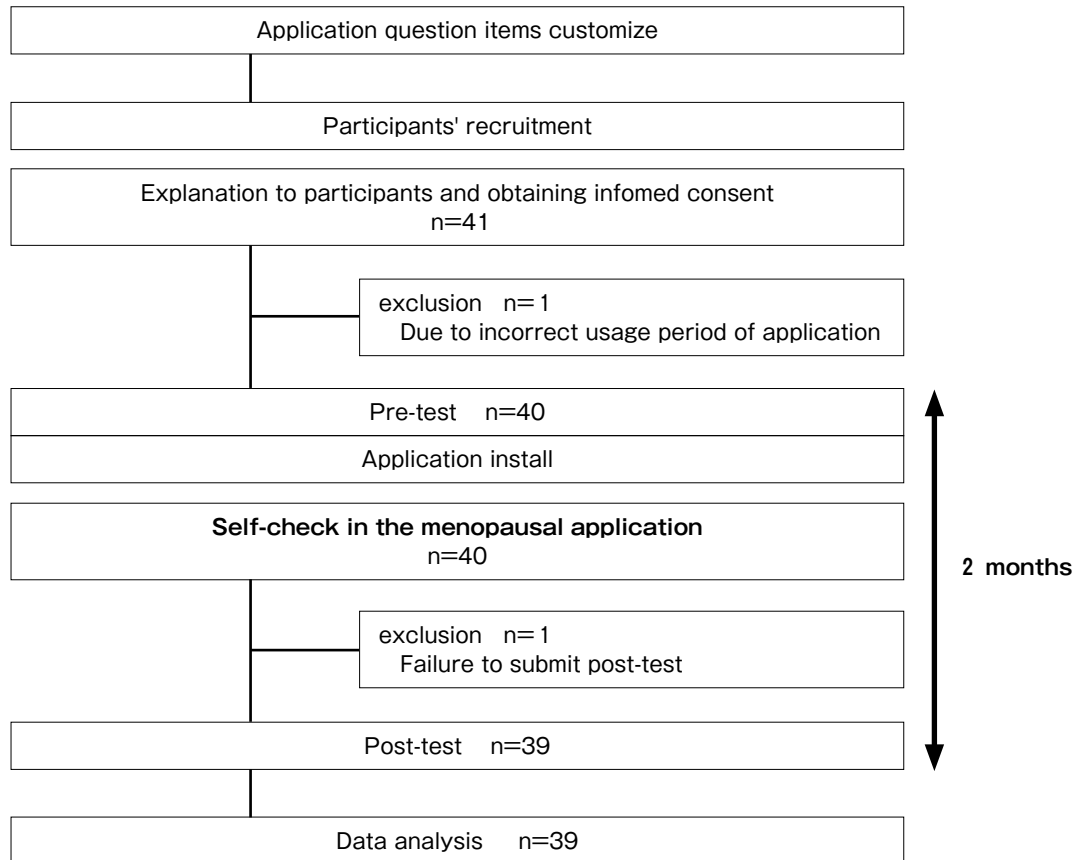 Application question items customize
Participants' recruitment
Explanation to participants and obtaining infomed consent
n=41
exclusion n=1
Due to incorrect usage period of application
Pre-test n=40
Application install
Self-check in the menopausal application
n=40
2 months
exclusion n=1
Failure to submit post-test
Post-test n=39
Data analysis n=39